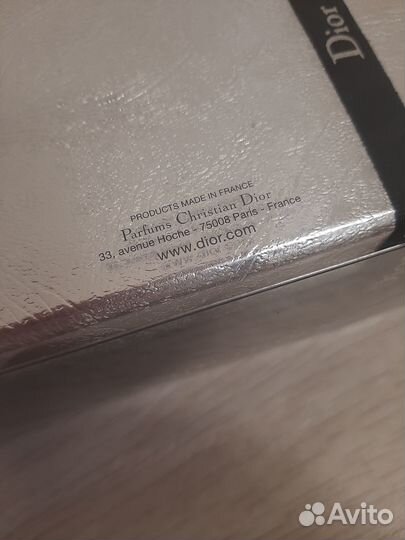 Dior
PRODUCTS MADE IN FRANCE
Parfums Christian Dior
33, avenue Hoche - 75008 Paris - France
www.dior.com
Avito